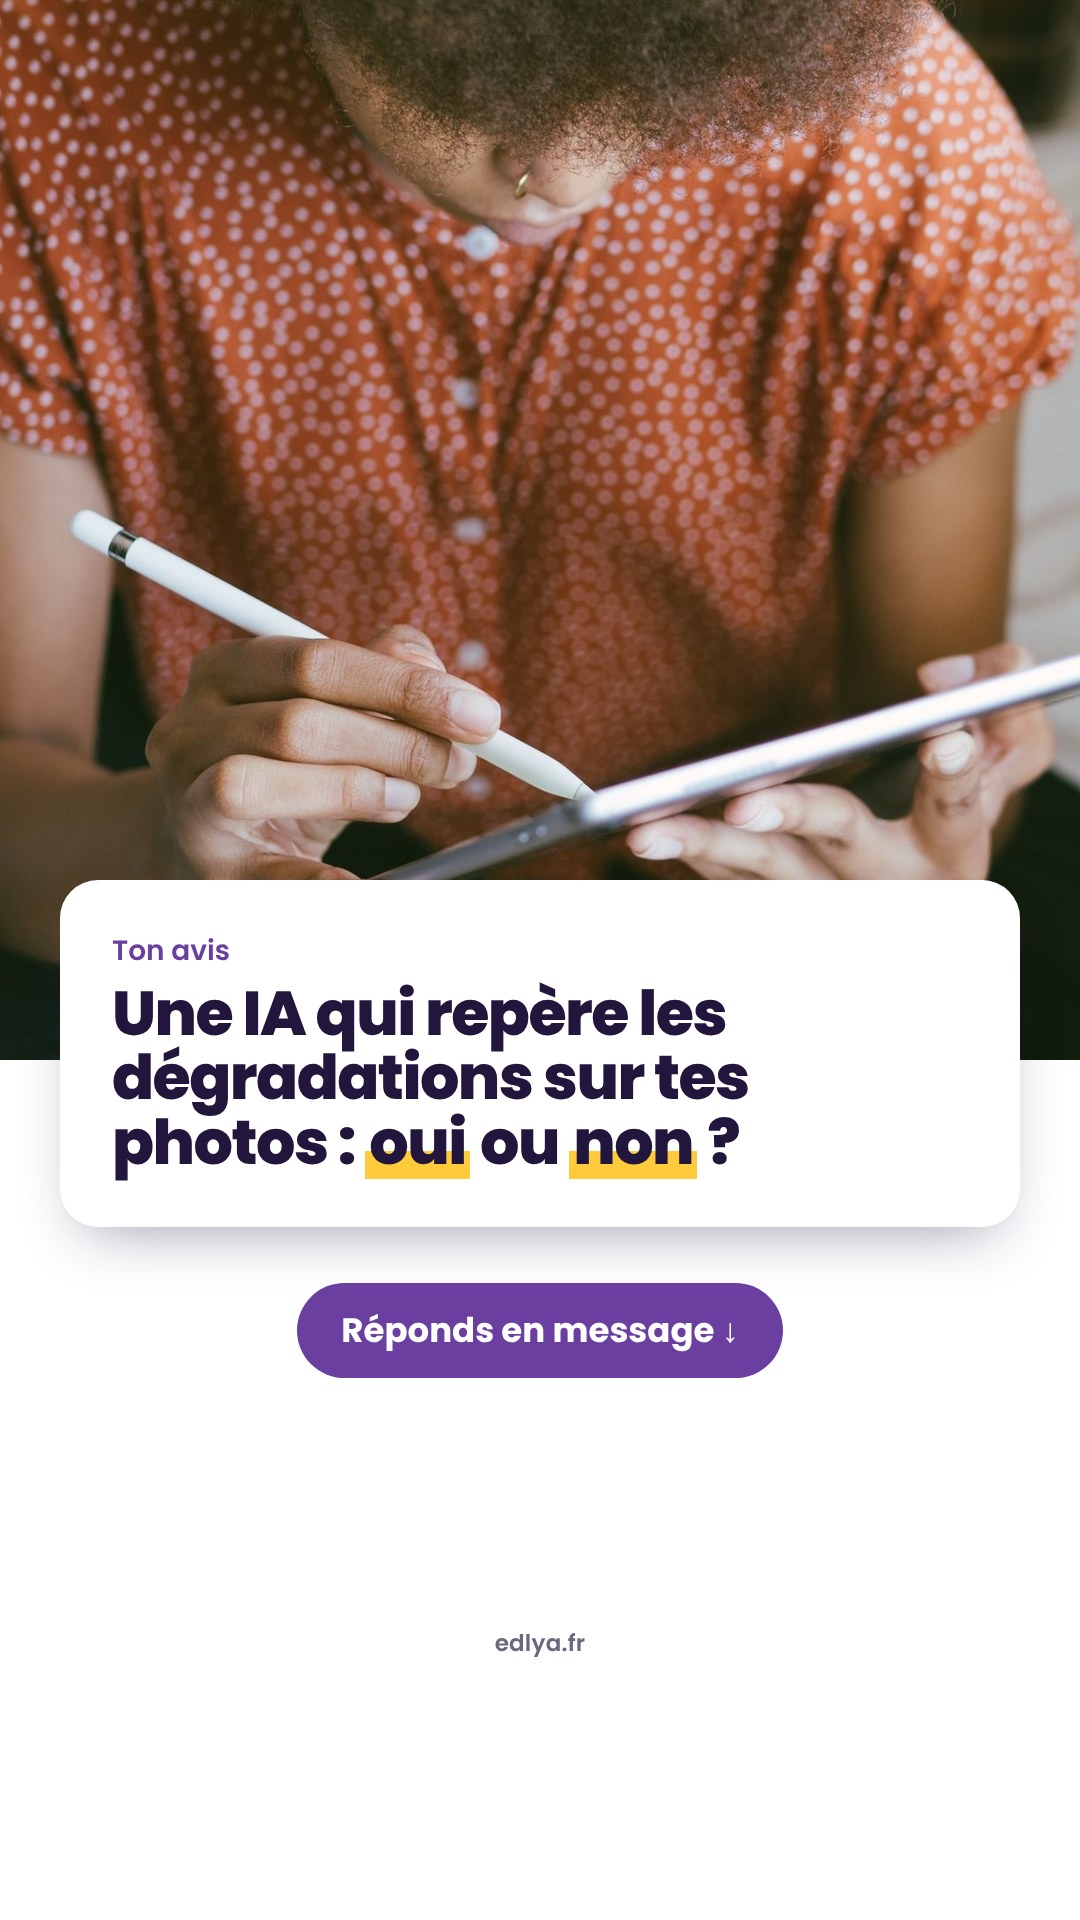 Ton avis
Une IA qui repère les
dégradations sur tes
photos : oui ou non ?
Réponds en message ↓
edlya.fr